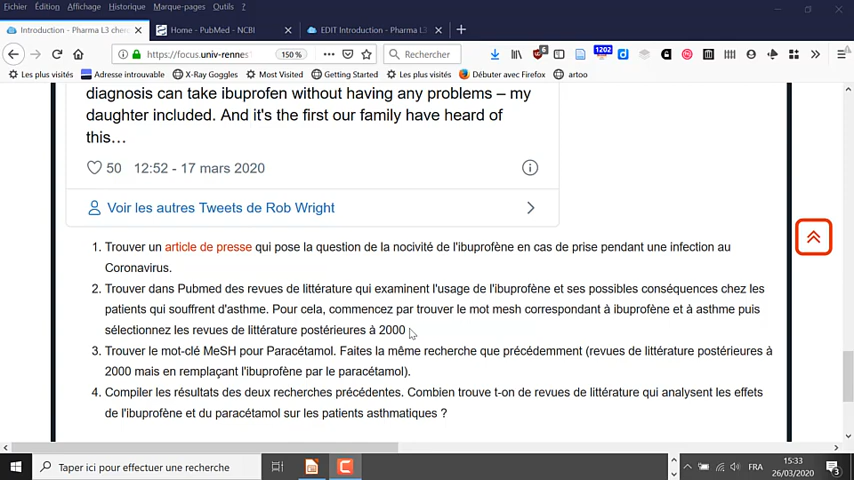 Fichier Édition Affichage Historique Marque-pages Outils ?
Introduction - Pharma L3 cherc
Home - PubMed - NCBI
EDIT Introduction - Pharma L3
https://focus.univ-rennes
150 %
Rechercher
6
1202
Les plus visités
Adresse introuvable
X-Ray Goggles
Most Visited
Getting Started
Les plus visités
Débuter avec Firefox
artoo
diagnosis can take ibuprofen without having any problems – my
daughter included. And it's the first our family have heard of
this…
50 12:52 - 17 mars 2020
Voir les autres Tweets de Rob Wright
1. Trouver un article de presse qui pose la question de la nocivité de l'ibuprofène en cas de prise pendant une infection au
Coronavirus.
2. Trouver dans Pubmed des revues de littérature qui examinent l'usage de l'ibuprofène et ses possibles conséquences chez les
patients qui souffrent d'asthme. Pour cela, commencez par trouver le mot mesh correspondant à ibuprofène et à asthme puis
sélectionnez les revues de littérature postérieures à 2000
3. Trouver le mot-clé MeSH pour Paracétamol. Faites la même recherche que précédemment (revues de littérature postérieures à
2000 mais en remplaçant l'ibuprofène par le paracétamol).
4. Compiler les résultats des deux recherches précédentes. Combien trouve t-on de revues de littérature qui analysent les effets
de l'ibuprofène et du paracétamol sur les patients asthmatiques ?
Taper ici pour effectuer une recherche
FRA
15:33
26/03/2020
3